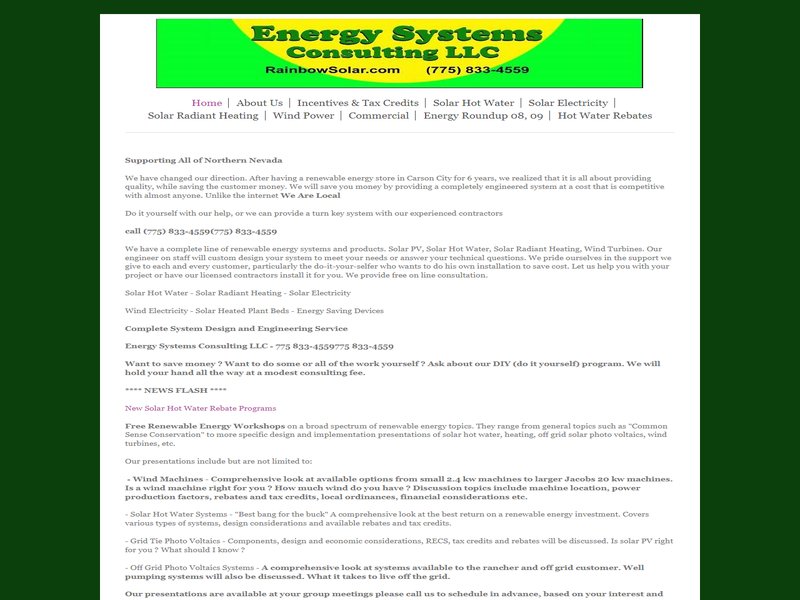 Energy Systems
Consulting LLC
RainbowSolar.com (775) 833-4559
Home | About Us | Incentives & Tax Credits | Solar Hot Water | Solar Electricity |
Solar Radiant Heating | Wind Power | Commercial | Energy Roundup 08, 09 | Hot Water Rebates
Supporting All of Northern Nevada
We have changed our direction. After having a renewable energy store in Carson City for 6 years, we realized that it is all about providing
quality, while saving the customer money. We will save you money by providing a completely engineered system at a cost that is competitive
with almost anyone. Unlike the internet We Are Local
Do it yourself with our help, or we can provide a turn key system with our experienced contractors
call (775) 833-4559(775) 833-4559
We have a complete line of renewable energy systems and products. Solar PV, Solar Hot Water, Solar Radiant Heating, Wind Turbines. Our
engineer on staff will custom design your system to meet your needs or answer your technical questions. We pride ourselves in the support we
give to each and every customer, particularly the do-it-your-selfer who wants to do his own installation to save cost. Let us help you with your
project or have our licensed contractors install it for you. We provide free on line consultation.
Solar Hot Water - Solar Radiant Heating - Solar Electricity
Wind Electricity - Solar Heated Plant Beds - Energy Saving Devices
Complete System Design and Engineering Service
Energy Systems Consulting LLC - 775 833-4559775 833-4559
Want to save money ? Want to do some or all of the work yourself ? Ask about our DIY (do it yourself) program. We will
hold your hand all the way at a modest consulting fee.
**** NEWS FLASH ****
New Solar Hot Water Rebate Programs
Free Renewable Energy Workshops on a broad spectrum of renewable energy topics. They range from general topics such as "Common
Sense Conservation" to more specific design and implementation presentations of solar hot water, heating, off grid solar photo voltaics, wind
turbines, etc.
Our presentations include but are not limited to:
- Wind Machines - Comprehensive look at available options from small 2.4 kw machines to larger Jacobs 20 kw machines.
Is a wind machine right for you ? How much wind do you have ? Discussion topics include machine location, power
production factors, rebates and tax credits, local ordinances, financial considerations etc.
- Solar Hot Water Systems - "Best bang for the buck" A comprehensive look at the best return on a renewable energy investment. Covers
various types of systems, design considerations and available rebates and tax credits.
- Grid Tie Photo Voltaics - Components, design and economic considerations, RECS, tax credits and rebates will be discussed. Is solar PV right
for you ? What should I know ?
- Off Grid Photo Voltaics Systems - A comprehensive look at systems available to the rancher and off grid customer. Well
pumping systems will also be discussed. What it takes to live off the grid.
Our presentations are available at your group meetings please call us to schedule in advance, based on your interest and